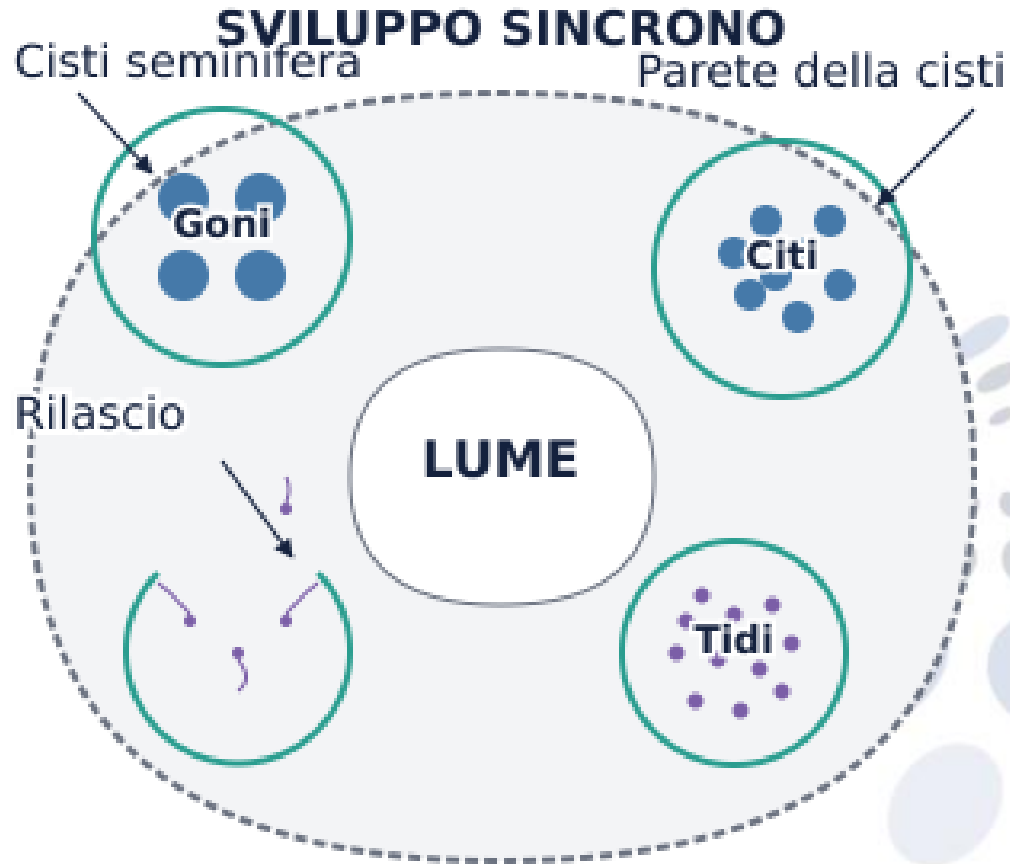 SVILUPPO SINCRONO
Cisti seminifera
Parete della cisti
Goni
Citi
Rilascio
LUME
Tidi